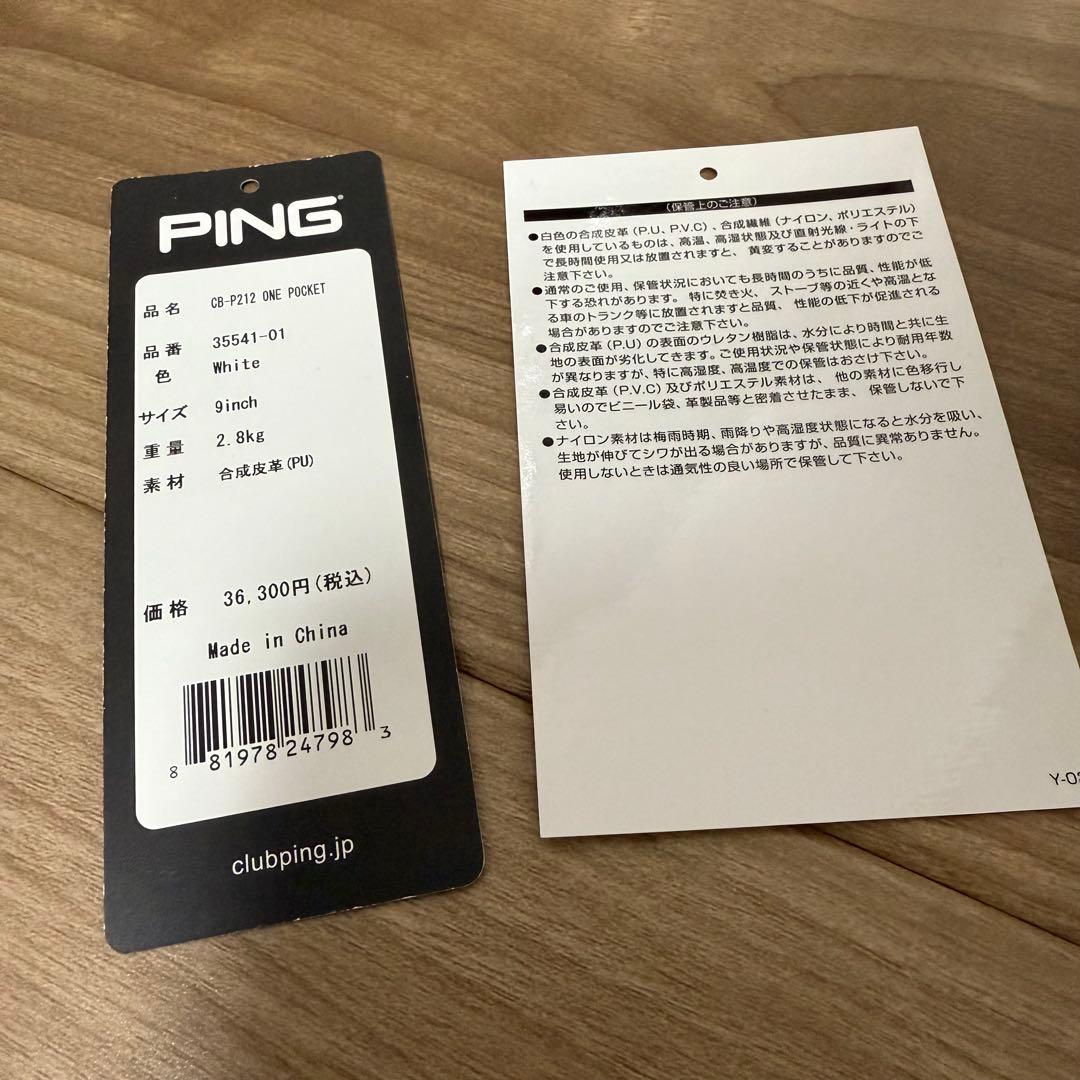 PING®
品名 CB-P212 ONE POCKET
品番 35541-01
色 White
サイズ 9inch
重量 2.8kg
素材 合成皮革(PU)
価格 36,300円(税込)
Made in China
8 81978 24798 3
clubping.jp
(保管上のご注意)
●白色の合成皮革(P.U、P.V.C)、合成繊維(ナイロン、ポリエステル)
を使用しているものは、高温、高湿状態及び直射光線・ライトの下
で長時間使用又は放置されますと、黄変することがありますのでご
注意下さい。
●通常のご使用、保管状況においても長時間のうちに品質、性能が低
下する恐れがあります。特に焚き火、ストーブ等の近くや高温とな
る車のトランク等に放置されますと品質、性能の低下が促進される
場合がありますのでご注意下さい。
●合成皮革(P.U)の表面のウレタン樹脂は、水分により時間と共に生
地の表面が劣化してきます。ご使用状況や保管状態により耐用年数
が異なりますが、特に高湿度、高温度での保管はおさけ下さい。
●合成皮革(P.V.C)及びポリエステル素材は、他の素材に色移行し
易いのでビニール袋、革製品等と密着させたまま、保管しないで下
さい。
●ナイロン素材は梅雨時期、雨降りや高湿度状態になると水分を吸い、
生地が伸びてシワが出る場合がありますが、品質に異常ありません。
使用しないときは通気性の良い場所で保管して下さい。